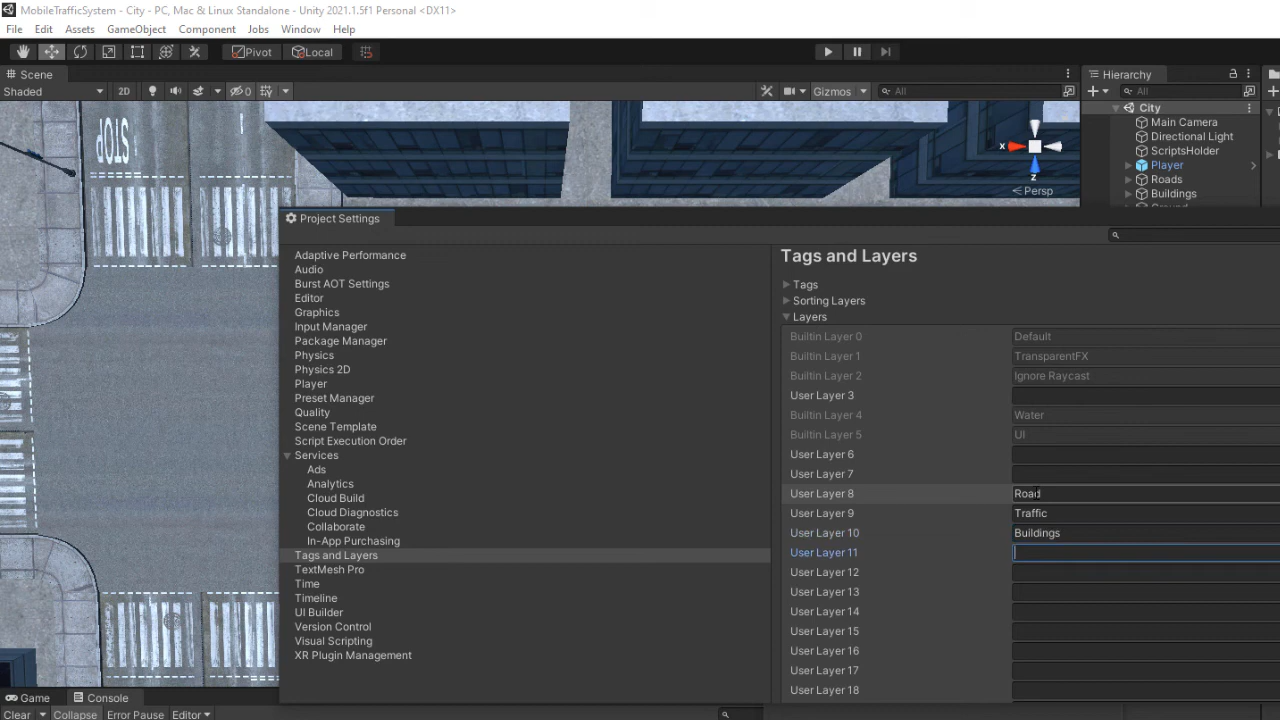 MobileTrafficSystem - City - PC, Mac & Linux Standalone - Unity 2021.1.5f1 Personal <DX11>
File Edit Assets GameObject Component Jobs Window Help
Pivot Local
Scene
Hierarchy
Shaded 2D 0 Gizmos All
All
STOP
City
Main Camera
Directional Light
ScriptsHolder
Player
Roads
Buildings
x
z
Persp
Project Settings
Adaptive Performance
Audio
Burst AOT Settings
Editor
Graphics
Input Manager
Package Manager
Physics
Physics 2D
Player
Preset Manager
Quality
Scene Template
Script Execution Order
Services
Ads
Analytics
Cloud Build
Cloud Diagnostics
Collaborate
In-App Purchasing
Tags and Layers
TextMesh Pro
Time
Timeline
UI Builder
Version Control
Visual Scripting
XR Plugin Management
Tags and Layers
Tags
Sorting Layers
Layers
Builtin Layer 0 Default
Builtin Layer 1 TransparentFX
Builtin Layer 2 Ignore Raycast
User Layer 3
Builtin Layer 4 Water
Builtin Layer 5 UI
User Layer 6
User Layer 7
User Layer 8 Road
User Layer 9 Traffic
User Layer 10 Buildings
User Layer 11
User Layer 12
User Layer 13
User Layer 14
User Layer 15
User Layer 16
User Layer 17
User Layer 18
Game Console
Clear Collapse Error Pause Editor